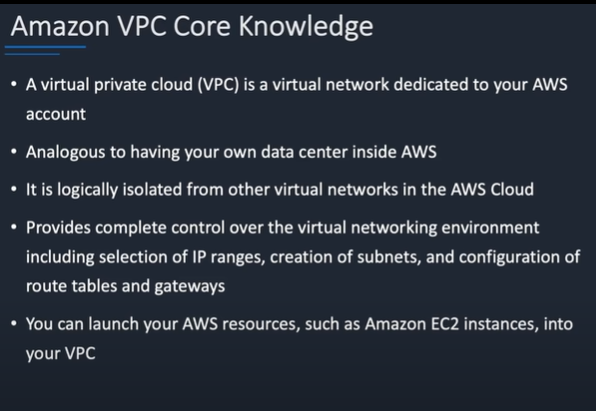 Amazon VPC Core Knowledge
• A virtual private cloud (VPC) is a virtual network dedicated to your AWS
account
• Analogous to having your own data center inside AWS
• It is logically isolated from other virtual networks in the AWS Cloud
• Provides complete control over the virtual networking environment
including selection of IP ranges, creation of subnets, and configuration of
route tables and gateways
• You can launch your AWS resources, such as Amazon EC2 instances, into
your VPC